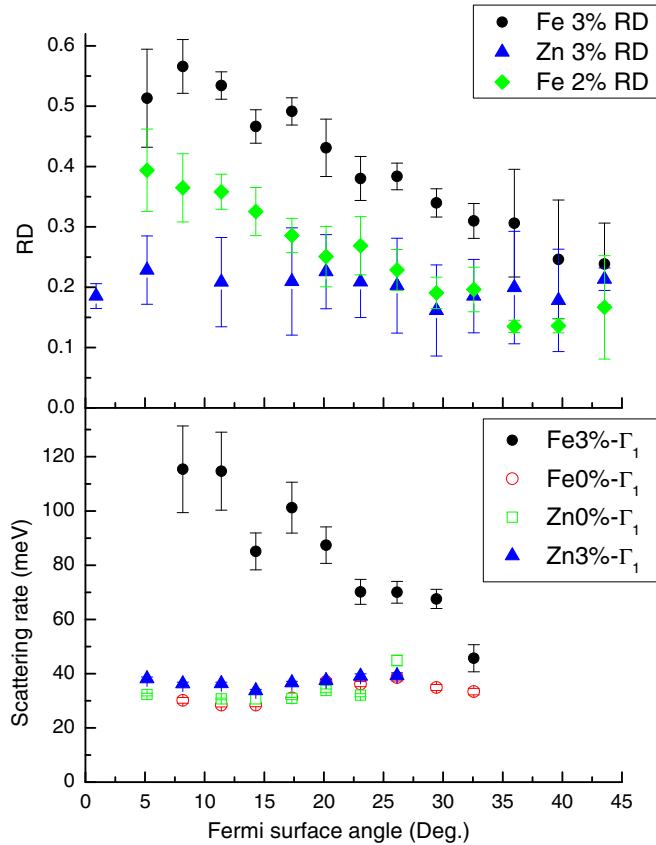 Fe 3% RD
Zn 3% RD
Fe 2% RD
RD
0.6
0.5
0.4
0.3
0.2
0.1
0.0
Fe3%-Γ₁
Fe0%-Γ₁
Zn0%-Γ₁
Zn3%-Γ₁
Scattering rate (meV)
120
100
80
60
40
20
0
0 5 10 15 20 25 30 35 40 45
Fermi surface angle (Deg.)